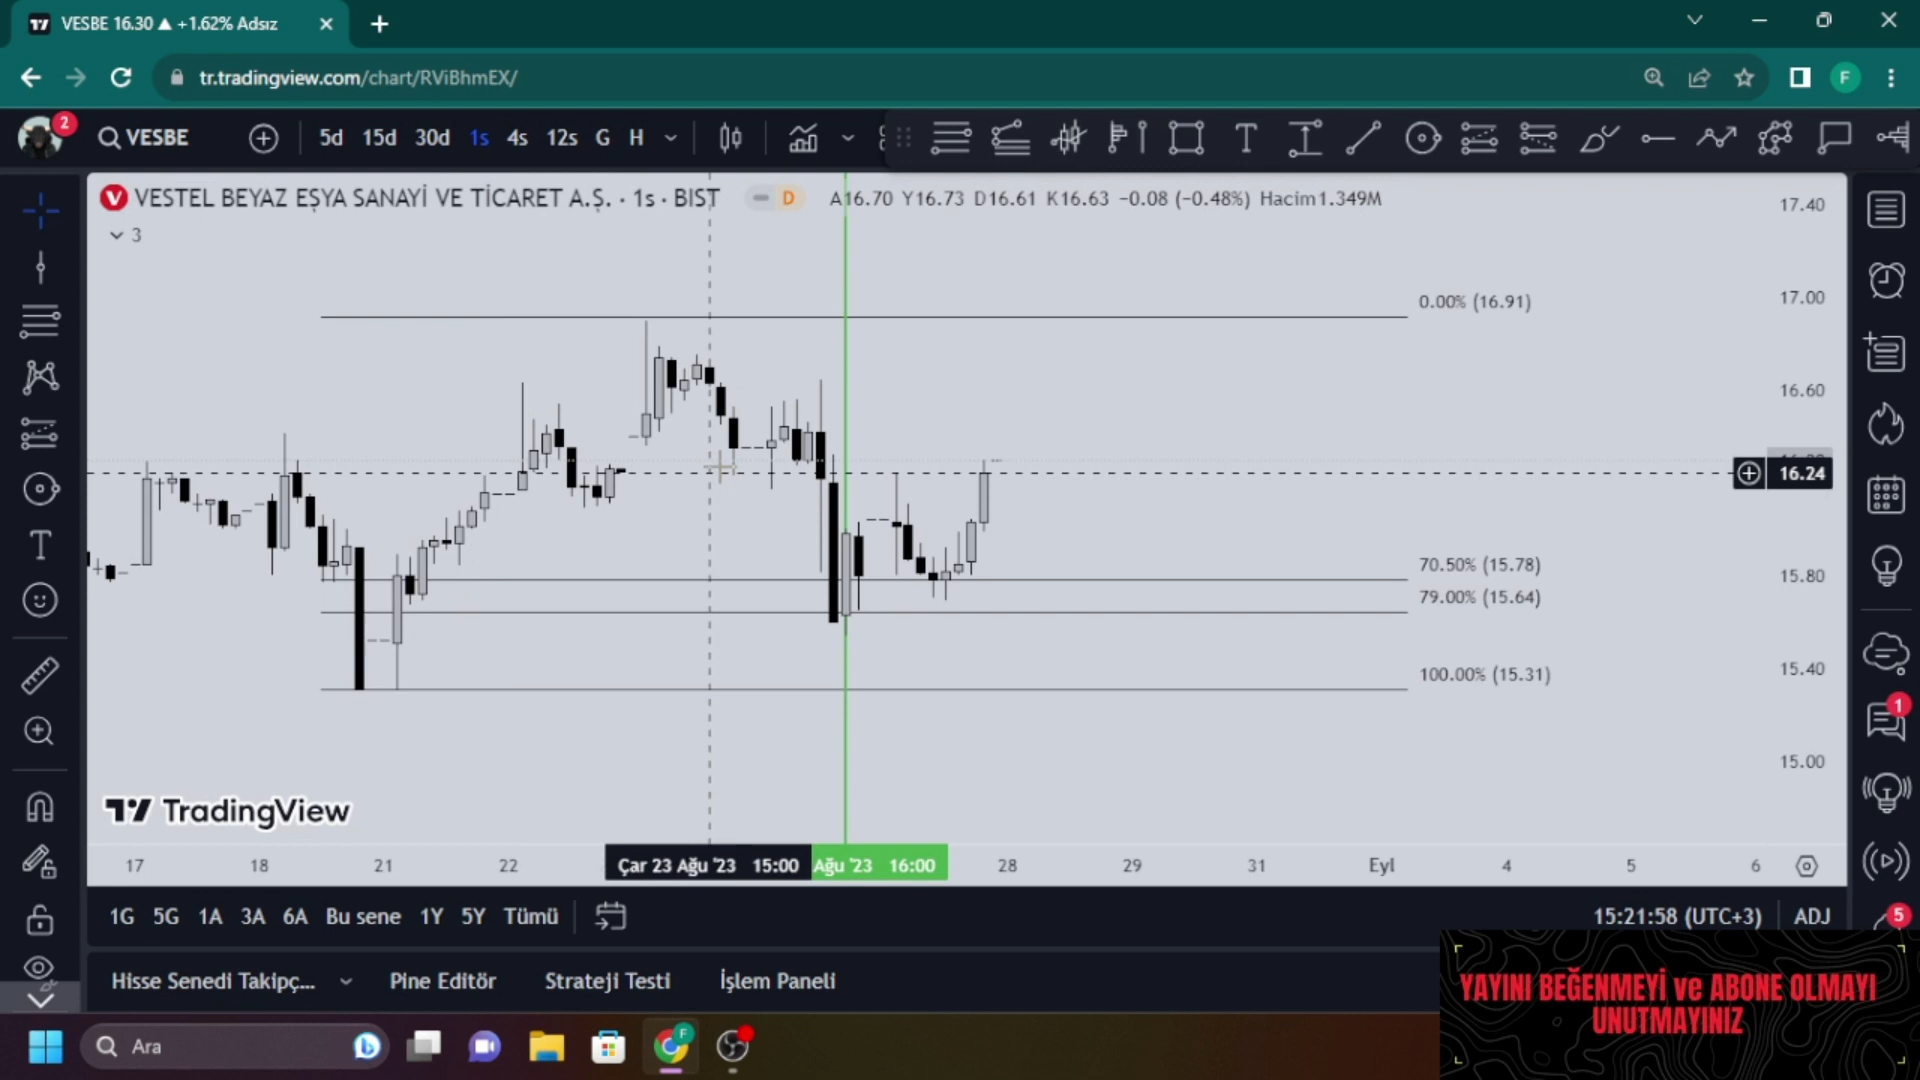 VESBE 16.30 ▲ +1.62% Adsız
tr.tradingview.com/chart/RViBhmEX/
F
2
VESBE
5d 15d 30d 1s 4s 12s G H
VESTEL BEYAZ EŞYA SANAYİ VE TİCARET A.Ş. · 1s · BIST
D
A16.70 Y16.73 D16.61 K16.63 −0.08 (−0.48%) Hacim1.349M
3
17.40
17.00
16.60
16.24
15.80
15.40
15.00
0.00% (16.91)
70.50% (15.78)
79.00% (15.64)
100.00% (15.31)
TradingView
17 18 21 22 Çar 23 Ağu '23 15:00 Ağu '23 16:00 28 29 31 Eyl 4 5 6
1G 5G 1A 3A 6A Bu sene 1Y 5Y Tümü
15:21:58 (UTC+3) ADJ
1
5
Hisse Senedi Takipç...
Pine Editör
Strateji Testi
İşlem Paneli
YAYINI BEĞENMEYİ ve ABONE OLMAYI
UNUTMAYINIZ
Ara
F